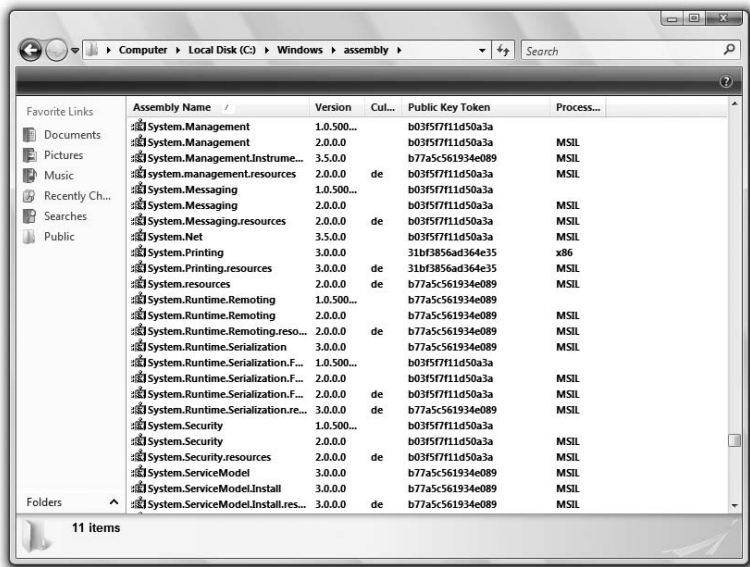 Computer Local Disk (C:) Windows assembly
Search
Favorite Links
Documents
Pictures
Music
Recently Ch...
Searches
Public
Folders
Assembly Name Version Cul... Public Key Token Process...
System.Management 1.0.500... b03f5f7f11d50a3a
System.Management 2.0.0.0 b03f5f7f11d50a3a MSIL
System.Management.Instrume... 3.5.0.0 b77a5c561934e089 MSIL
system.management.resources 2.0.0.0 de b03f5f7f11d50a3a MSIL
System.Messaging 1.0.500... b03f5f7f11d50a3a
System.Messaging 2.0.0.0 b03f5f7f11d50a3a MSIL
System.Messaging.resources 2.0.0.0 de b03f5f7f11d50a3a MSIL
System.Net 3.5.0.0 b03f5f7f11d50a3a MSIL
System.Printing 3.0.0.0 31bf3856ad364e35 x86
System.Printing.resources 3.0.0.0 de 31bf3856ad364e35 MSIL
System.resources 2.0.0.0 de b77a5c561934e089 MSIL
System.Runtime.Remoting 1.0.500... b77a5c561934e089
System.Runtime.Remoting 2.0.0.0 b77a5c561934e089 MSIL
System.Runtime.Remoting.reso... 2.0.0.0 de b77a5c561934e089 MSIL
System.Runtime.Serialization 3.0.0.0 b77a5c561934e089 MSIL
System.Runtime.Serialization.F... 1.0.500... b03f5f7f11d50a3a
System.Runtime.Serialization.F... 2.0.0.0 b03f5f7f11d50a3a MSIL
System.Runtime.Serialization.F... 2.0.0.0 de b03f5f7f11d50a3a MSIL
System.Runtime.Serialization.re... 3.0.0.0 de b77a5c561934e089 MSIL
System.Security 1.0.500... b03f5f7f11d50a3a
System.Security 2.0.0.0 b03f5f7f11d50a3a MSIL
System.Security.resources 2.0.0.0 de b03f5f7f11d50a3a MSIL
System.ServiceModel 3.0.0.0 b77a5c561934e089 MSIL
System.ServiceModel.Install 3.0.0.0 b77a5c561934e089 MSIL
System.ServiceModel.Install.res... 3.0.0.0 de b77a5c561934e089 MSIL
11 items